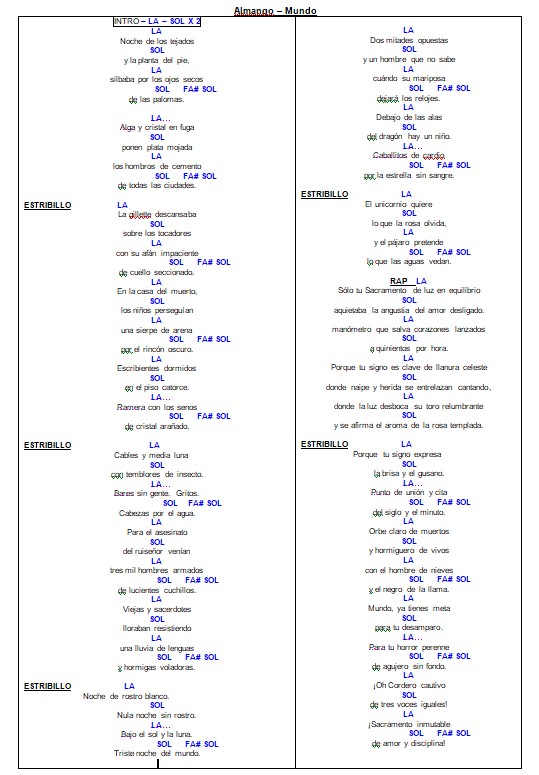 Almango – Mundo
INTRO – LA – SOL X 2
LA
Noche de los tejados
SOL
y la planta del pie,
LA
silbaba por los ojos secos
SOL FA# SOL
de las palomas.
LA…
Alga y cristal en fuga
SOL
ponen plata mojada
LA
los hombros de cemento
SOL FA# SOL
de todas las ciudades.
ESTRIBILLO LA
La gillette descansaba
SOL
sobre los tocadores
LA
con su afán impaciente
SOL FA# SOL
de cuello seccionado.
LA
En la casa del muerto,
SOL
los niños perseguían
LA
una sierpe de arena
SOL FA# SOL
por el rincón oscuro.
LA
Escribientes dormidos
SOL
en el piso catorce.
LA…
Ramera con los senos
SOL FA# SOL
de cristal arañado.
ESTRIBILLO LA
Cables y media luna
SOL
con temblores de insecto.
LA…
Bares sin gente. Gritos.
SOL FA# SOL
Cabezas por el agua.
LA
Para el asesinato
SOL
del ruiseñor venían
LA
tres mil hombres armados
SOL FA# SOL
de lucientes cuchillos.
LA
Viejas y sacerdotes
SOL
lloraban resistiendo
LA
una lluvia de lenguas
SOL FA# SOL
y hormigas voladoras.
ESTRIBILLO LA
Noche de rostro blanco.
SOL
Nula noche sin rostro.
LA…
Bajo el sol y la luna.
SOL FA# SOL
Triste noche del mundo.
LA
Dos mitades opuestas
SOL
y un hombre que no sabe
LA
cuándo su mariposa
SOL FA# SOL
dejará los relojes.
LA
Debajo de las alas
SOL
del dragón hay un niño.
LA…
Caballitos de cardio
SOL FA# SOL
por la estrella sin sangre.
ESTRIBILLO LA
El unicornio quiere
SOL
lo que la rosa olvida,
LA
y el pájaro pretende
SOL FA# SOL
lo que las aguas vedan.
RAP LA
Sólo tu Sacramento de luz en equilibrio
SOL
aquietaba la angustia del amor desligado.
LA
manómetro que salva corazones lanzados
SOL
a quinientos por hora.
LA
Porque tu signo es clave de llanura celeste
SOL
donde naipe y herida se entrelazan cantando,
LA
donde la luz desboca su toro relumbrante
SOL
y se afirma el aroma de la rosa templada.
ESTRIBILLO LA
Porque tu signo expresa
SOL
la brisa y el gusano.
LA…
Punto de unión y cita
SOL FA# SOL
del siglo y el minuto.
LA
Orbe claro de muertos
SOL
y hormiguero de vivos
LA
con el hombre de nieves
SOL FA# SOL
y el negro de la llama.
LA
Mundo, ya tienes meta
SOL
para tu desamparo.
LA…
Para tu horror perenne
SOL FA# SOL
de agujero sin fondo.
LA
¡Oh Cordero cautivo
SOL
de tres voces iguales!
LA
¡Sacramento inmutable
SOL FA# SOL
de amor y disciplina!